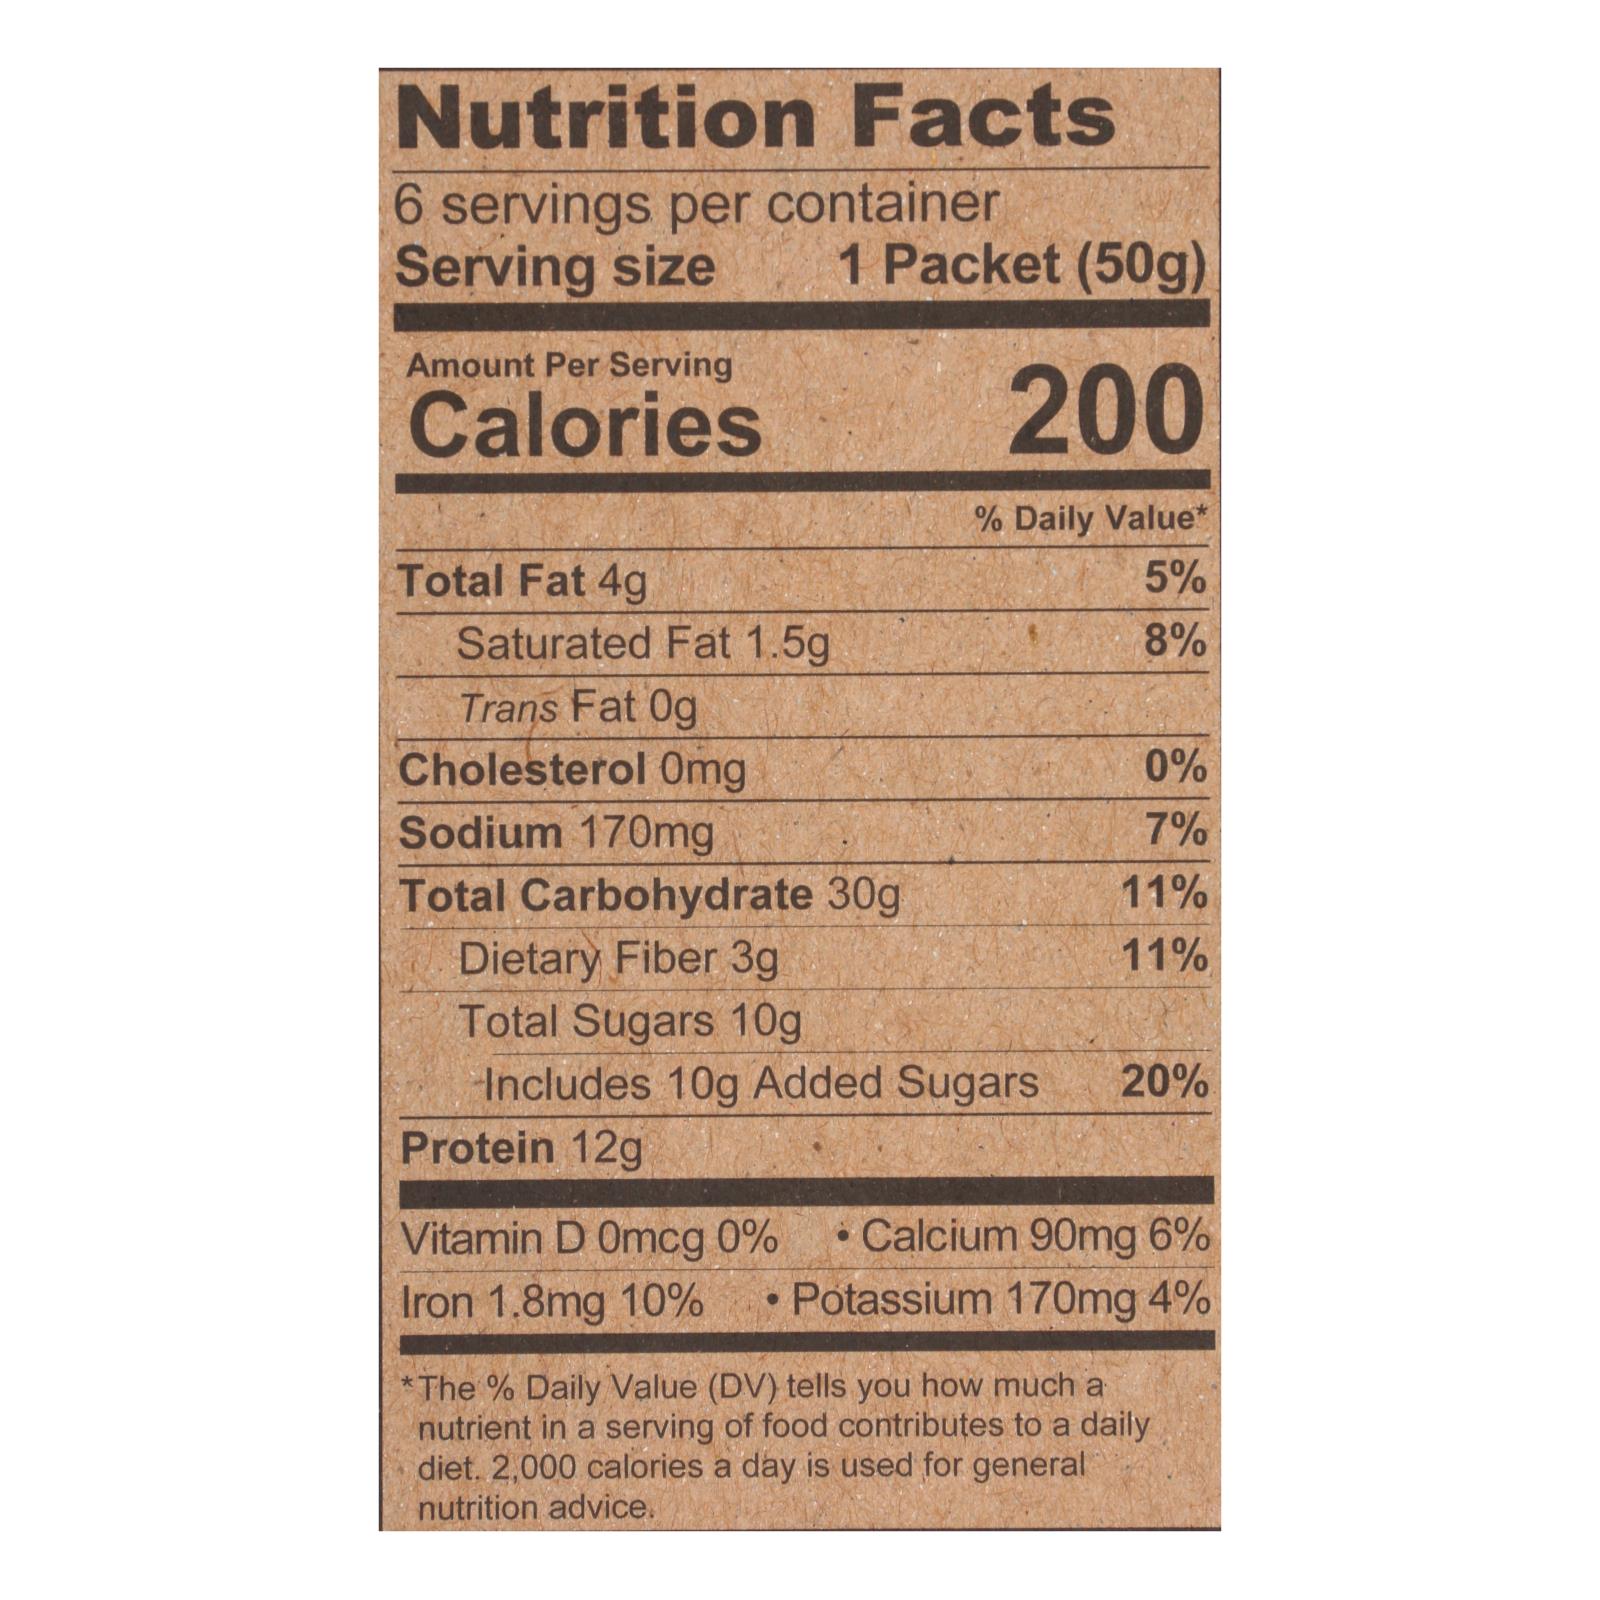 Nutrition Facts
6 servings per container
Serving size 1 Packet (50g)
Amount Per Serving
Calories 200
% Daily Value*
Total Fat 4g 5%
Saturated Fat 1.5g 8%
Trans Fat 0g
Cholesterol 0mg 0%
Sodium 170mg 7%
Total Carbohydrate 30g 11%
Dietary Fiber 3g 11%
Total Sugars 10g
Includes 10g Added Sugars 20%
Protein 12g
Vitamin D 0mcg 0% • Calcium 90mg 6%
Iron 1.8mg 10% • Potassium 170mg 4%
*The % Daily Value (DV) tells you how much a
nutrient in a serving of food contributes to a daily
diet. 2,000 calories a day is used for general
nutrition advice.